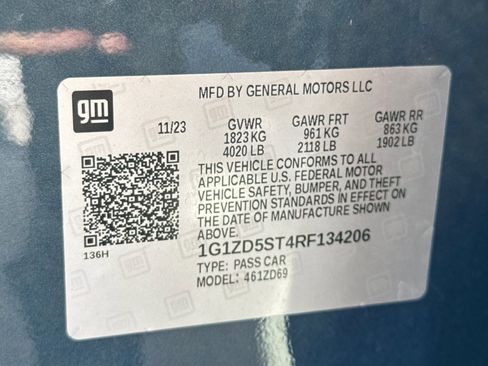 gm
MFD BY GENERAL MOTORS LLC
11/23 GVWR GAWR FRT GAWR RR
1823 KG 961 KG 863 KG
4020 LB 2118 LB 1902 LB
THIS VEHICLE CONFORMS TO ALL
APPLICABLE U.S. FEDERAL MOTOR
VEHICLE SAFETY, BUMPER, AND THEFT
PREVENTION STANDARDS IN EFFECT ON
THE DATE OF MANUFACTURE SHOWN
ABOVE.
136H
1G1ZD5ST4RF134206
TYPE: PASS CAR
MODEL: 461ZD69